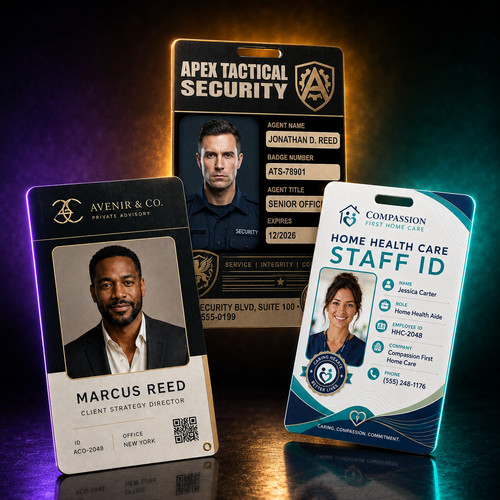 APEX TACTICAL
SECURITY
AGENT NAME
JONATHAN D. REED
BADGE NUMBER
ATS-78901
AGENT TITLE
SENIOR OFFIC
EXPIRES
12/2026
SECURITY
SERVICE | INTEGRITY | CO
ECURITY BLVD, SUITE 100 •
555-0199
AVENIR & CO.
PRIVATE ADVISORY
MARCUS REED
CLIENT STRATEGY DIRECTOR
ID
ACO-2048
OFFICE
NEW YORK
COMPASSION
FIRST HOME CARE
HOME HEALTH CARE
STAFF ID
NAME
Jessica Carter
ROLE
Home Health Aide
EMPLOYEE ID
HHC-2048
COMPANY
Compassion First
Home Care
PHONE
(555) 248-1176
CARING HEARTS
BETTER LIVES
CARING. COMPASSION. COMMITMENT.